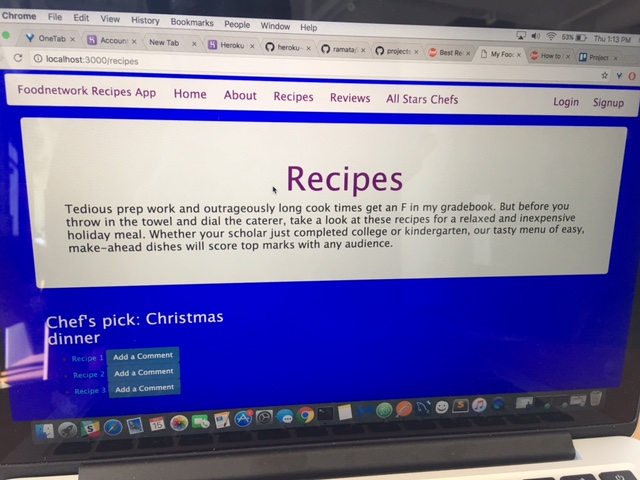 Chrome File Edit View History Bookmarks People Window Help 53% Thu 1:13 PM
OneTab Accoun New Tab Heroku heroku- ramata/ projects Best Re My Foo How to Project
localhost:3000/recipes
Foodnetwork Recipes App Home About Recipes Reviews All Stars Chefs Login Signup
Recipes
Tedious prep work and outrageously long cook times get an F in my gradebook. But before you
throw in the towel and dial the caterer, take a look at these recipes for a relaxed and inexpensive
holiday meal. Whether your scholar just completed college or kindergarten, our tasty menu of easy,
make-ahead dishes will score top marks with any audience.
Chef's pick: Christmas
dinner
Recipe 1 Add a Comment
Recipe 2 Add a Comment
Recipe 3 Add a Comment
15